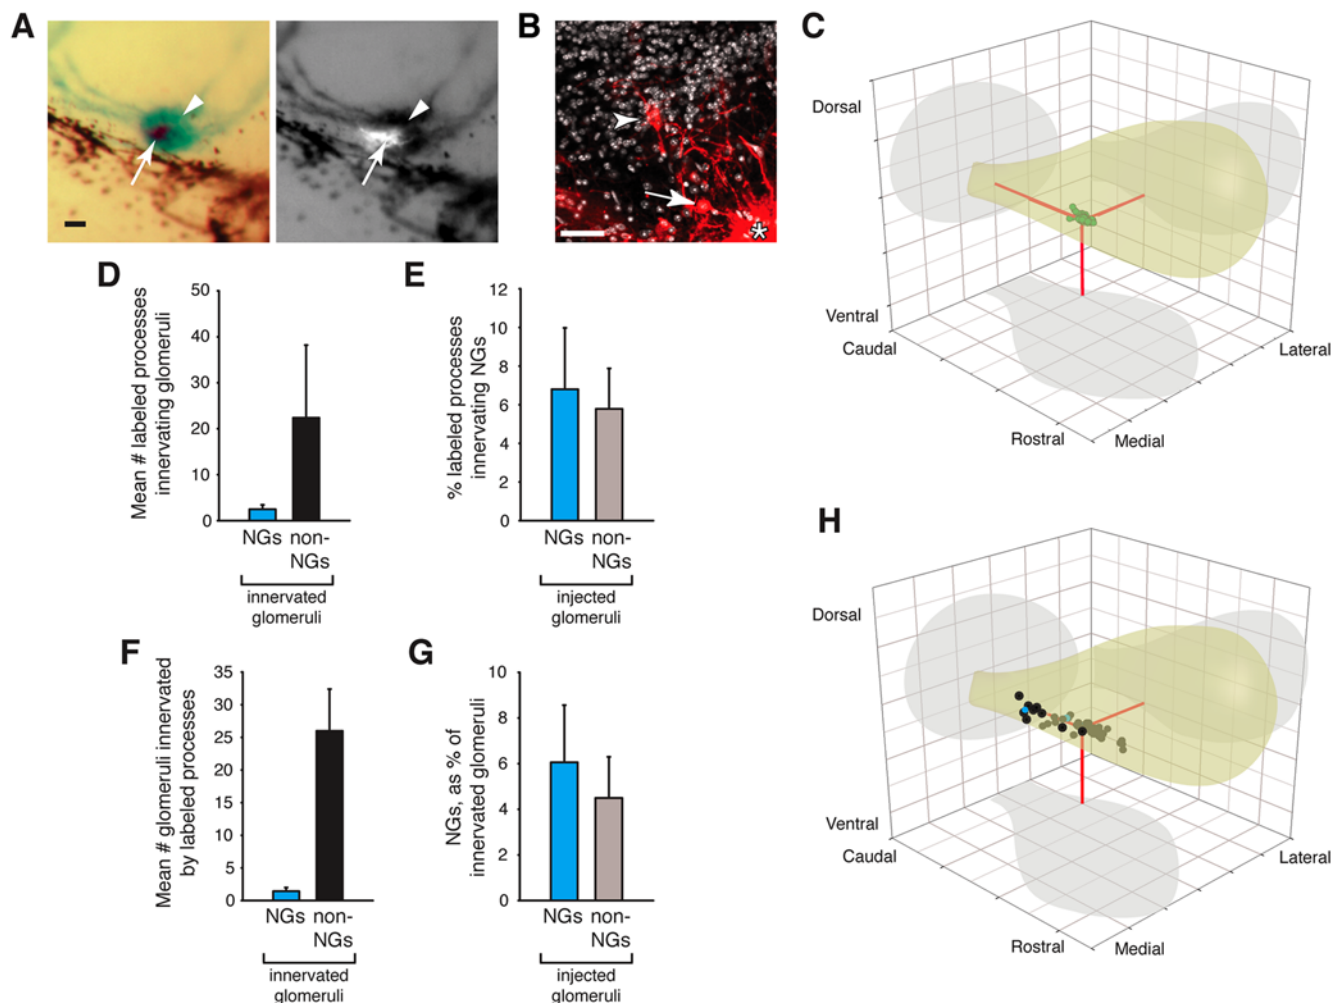 A
B
*
C
Dorsal
Ventral
Caudal
Rostral
Medial
Lateral
D
Mean # labeled processes
innervating glomeruli
50
40
30
20
10
0
NGs
non-
NGs
innervated
glomeruli
E
% labeled processes
innervating NGs
12
10
8
6
4
2
0
NGs
non-
NGs
injected
glomeruli
F
Mean # glomeruli innervated
by labeled processes
35
30
25
20
15
10
5
0
NGs
non-
NGs
innervated
glomeruli
G
NGs, as % of
innervated glomeruli
10
8
6
4
2
0
NGs
non-
NGs
injected
glomeruli
H
Dorsal
Ventral
Caudal
Rostral
Medial
Lateral